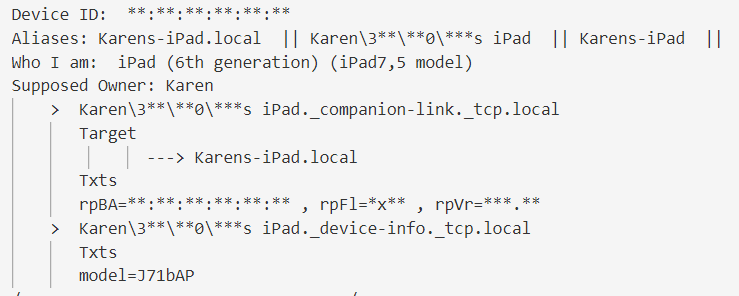 Device ID:  **:**:**:**:**:**
Aliases: Karens-iPad.local  || Karen\3**\**0\***s iPad  || Karens-iPad  ||
Who I am:  iPad (6th generation) (iPad7,5 model)
Supposed Owner: Karen
>  Karen\3**\**0\***s iPad._companion-link._tcp.local
Target
---> Karens-iPad.local
Txts
rpBA=**:**:**:**:**:** , rpFl=*x** , rpVr=***.**
>  Karen\3**\**0\***s iPad._device-info._tcp.local
Txts
model=J71bAP